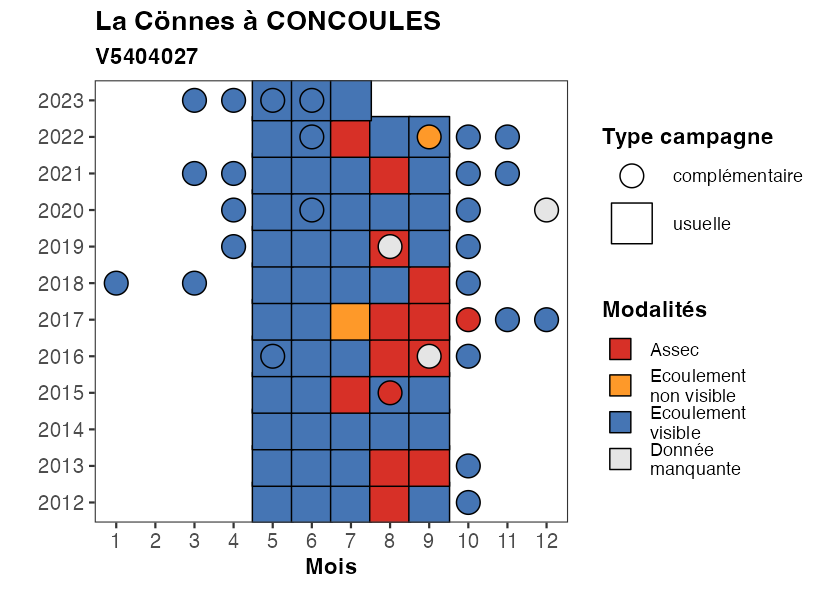 La Cönnes à CONCOULES
V5404027
2023
2022
2021
2020
2019
2018
2017
2016
2015
2014
2013
2012
1 2 3 4 5 6 7 8 9 10 11 12
Mois
Type campagne
complémentaire
usuelle
Modalités
Assec
Ecoulement
non visible
Ecoulement
visible
Donnée
manquante